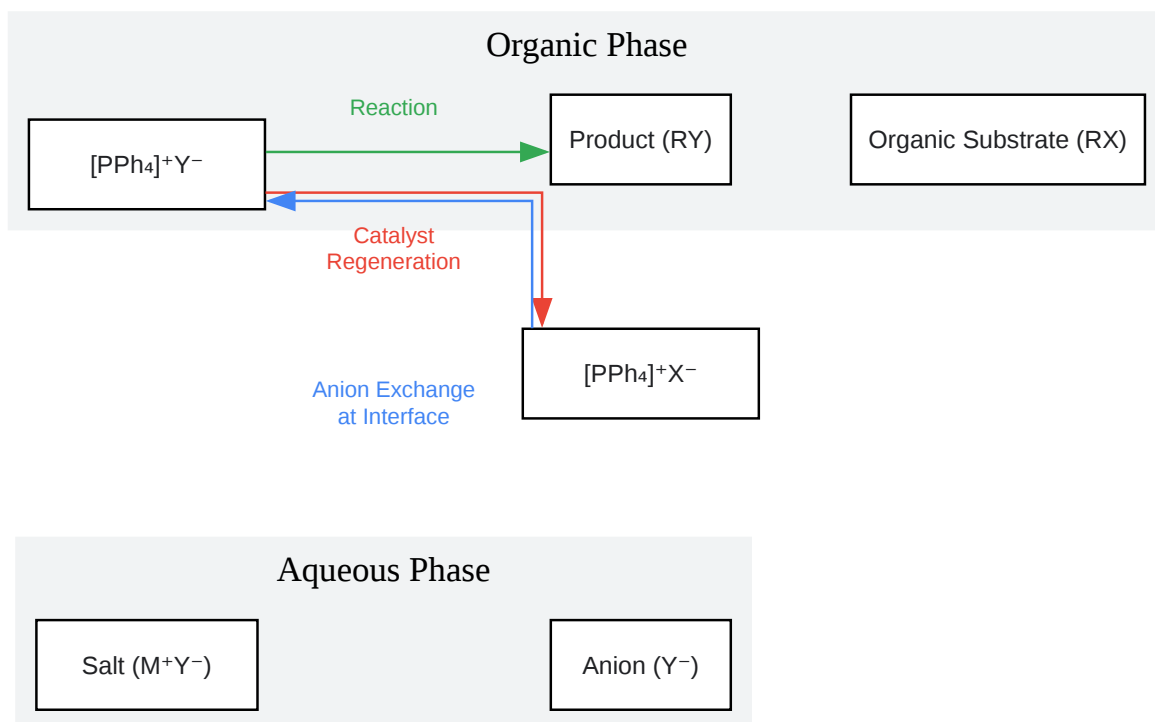 Organic Phase
Reaction
[PPh₄]⁺Y⁻
Product (RY)
Organic Substrate (RX)
Catalyst
Regeneration
[PPh₄]⁺X⁻
Anion Exchange
at Interface
Aqueous Phase
Salt (M⁺Y⁻)
Anion (Y⁻)